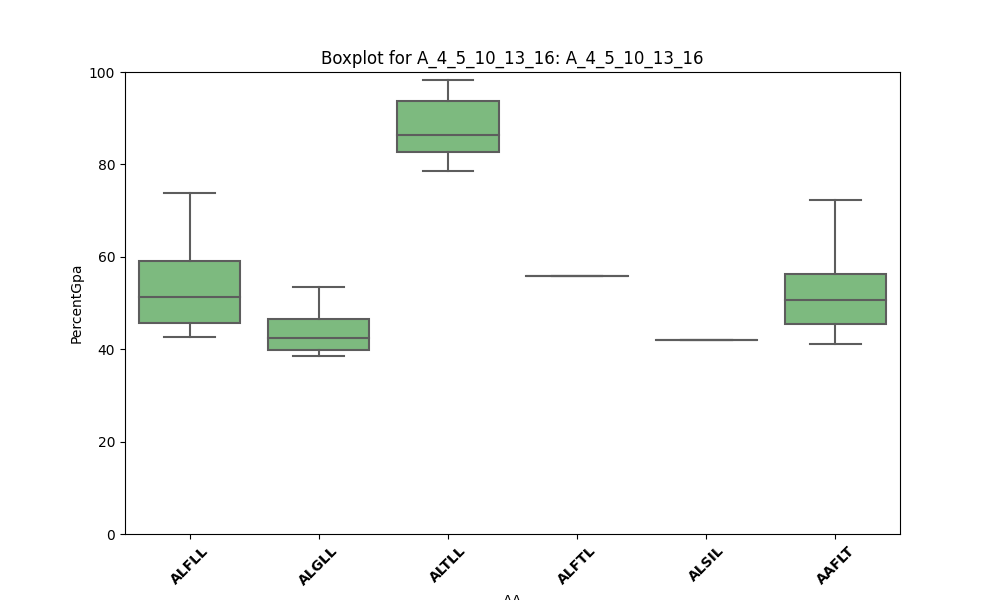 Boxplot for A_4_5_10_13_16: A_4_5_10_13_16
PercentGpa
100
80
60
40
20
0
ALFLL
ALGLL
ALTLL
ALFTL
ALSIL
AAFLT
AA